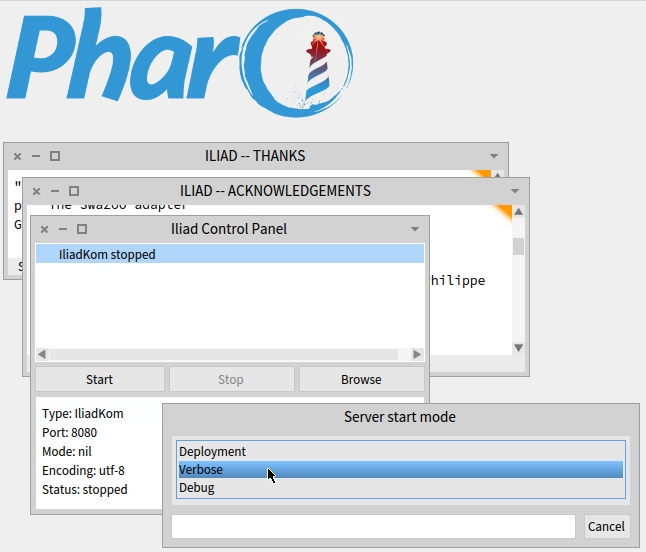 Pharo
ILIAD -- THANKS
ILIAD -- ACKNOWLEDGEMENTS
The Swazoo adapter
Iliad Control Panel
IliadKom stopped
hilippe
Start
Stop
Browse
Type: IliadKom
Port: 8080
Mode: nil
Encoding: utf-8
Status: stopped
Server start mode
Deployment
Verbose
Debug
Cancel